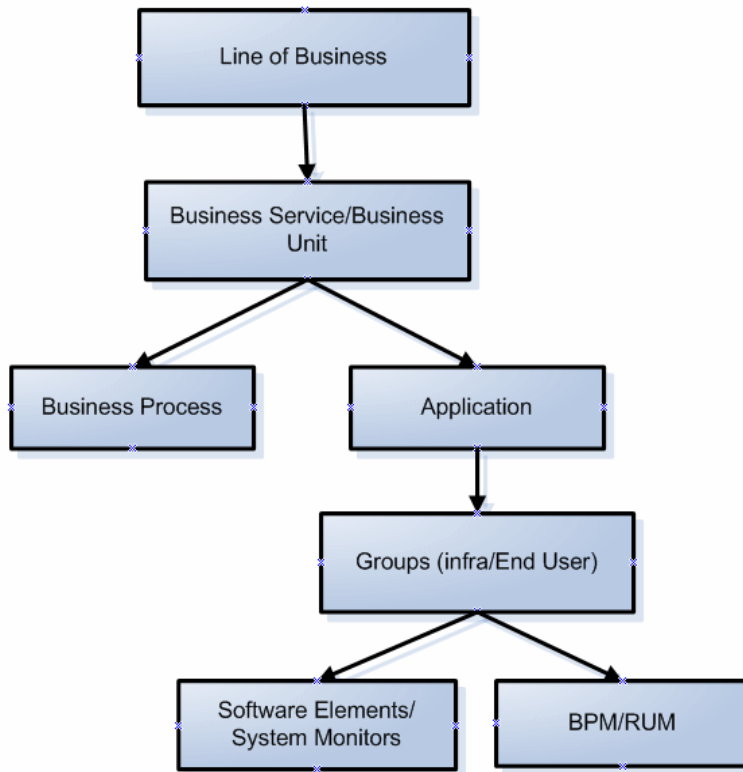 Line of Business
Business Service/Business
Unit
Business Process
Application
Groups (infra/End User)
Software Elements/
System Monitors
BPM/RUM